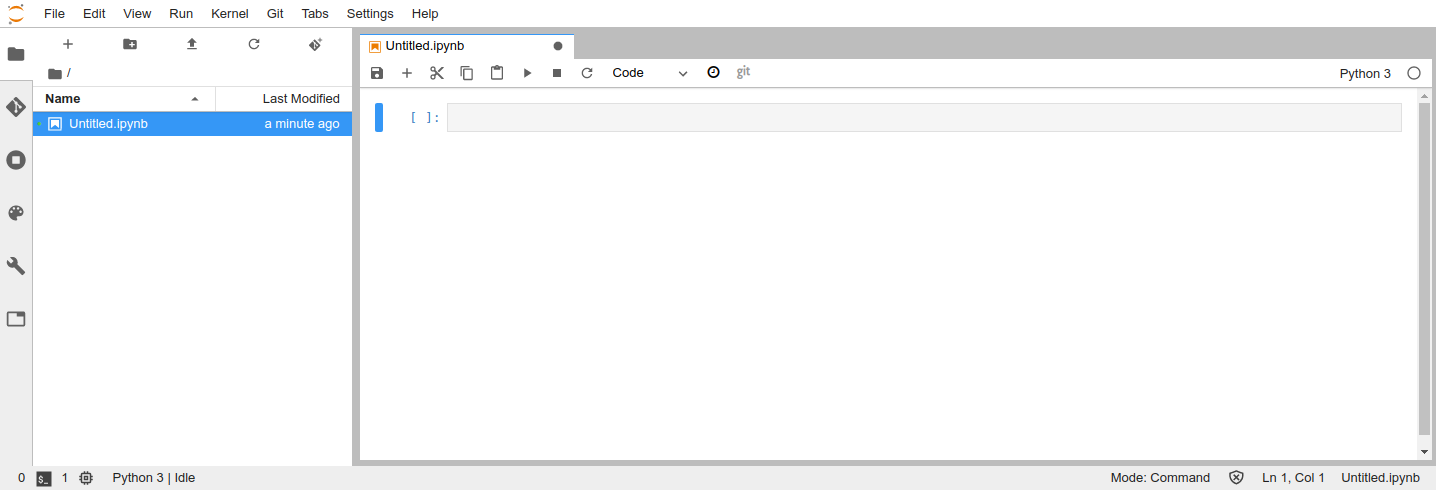 File Edit View Run Kernel Git Tabs Settings Help
Untitled.ipynb
/
Code git Python 3
Name Last Modified
Untitled.ipynb a minute ago
[ ]:
0 $_ 1 Python 3 | Idle Mode: Command Ln 1, Col 1 Untitled.ipynb